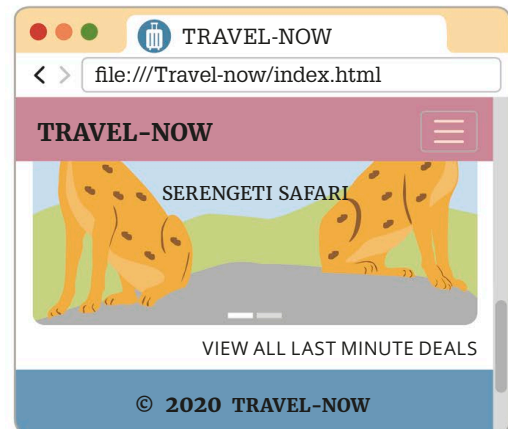 TRAVEL-NOW
file:///Travel-now/index.html
TRAVEL-NOW
SERENGETI SAFARI
VIEW ALL LAST MINUTE DEALS
© 2020 TRAVEL-NOW